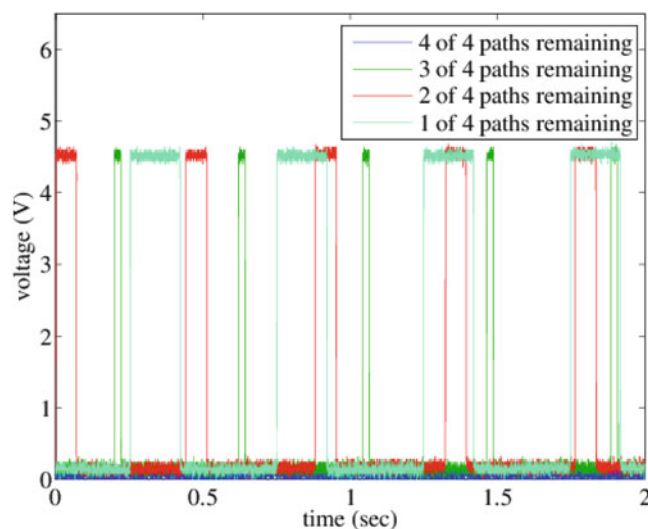 6
5
4
3
2
1
0
voltage (V)
4 of 4 paths remaining
3 of 4 paths remaining
2 of 4 paths remaining
1 of 4 paths remaining
0 0.5 1 1.5 2
time (sec)